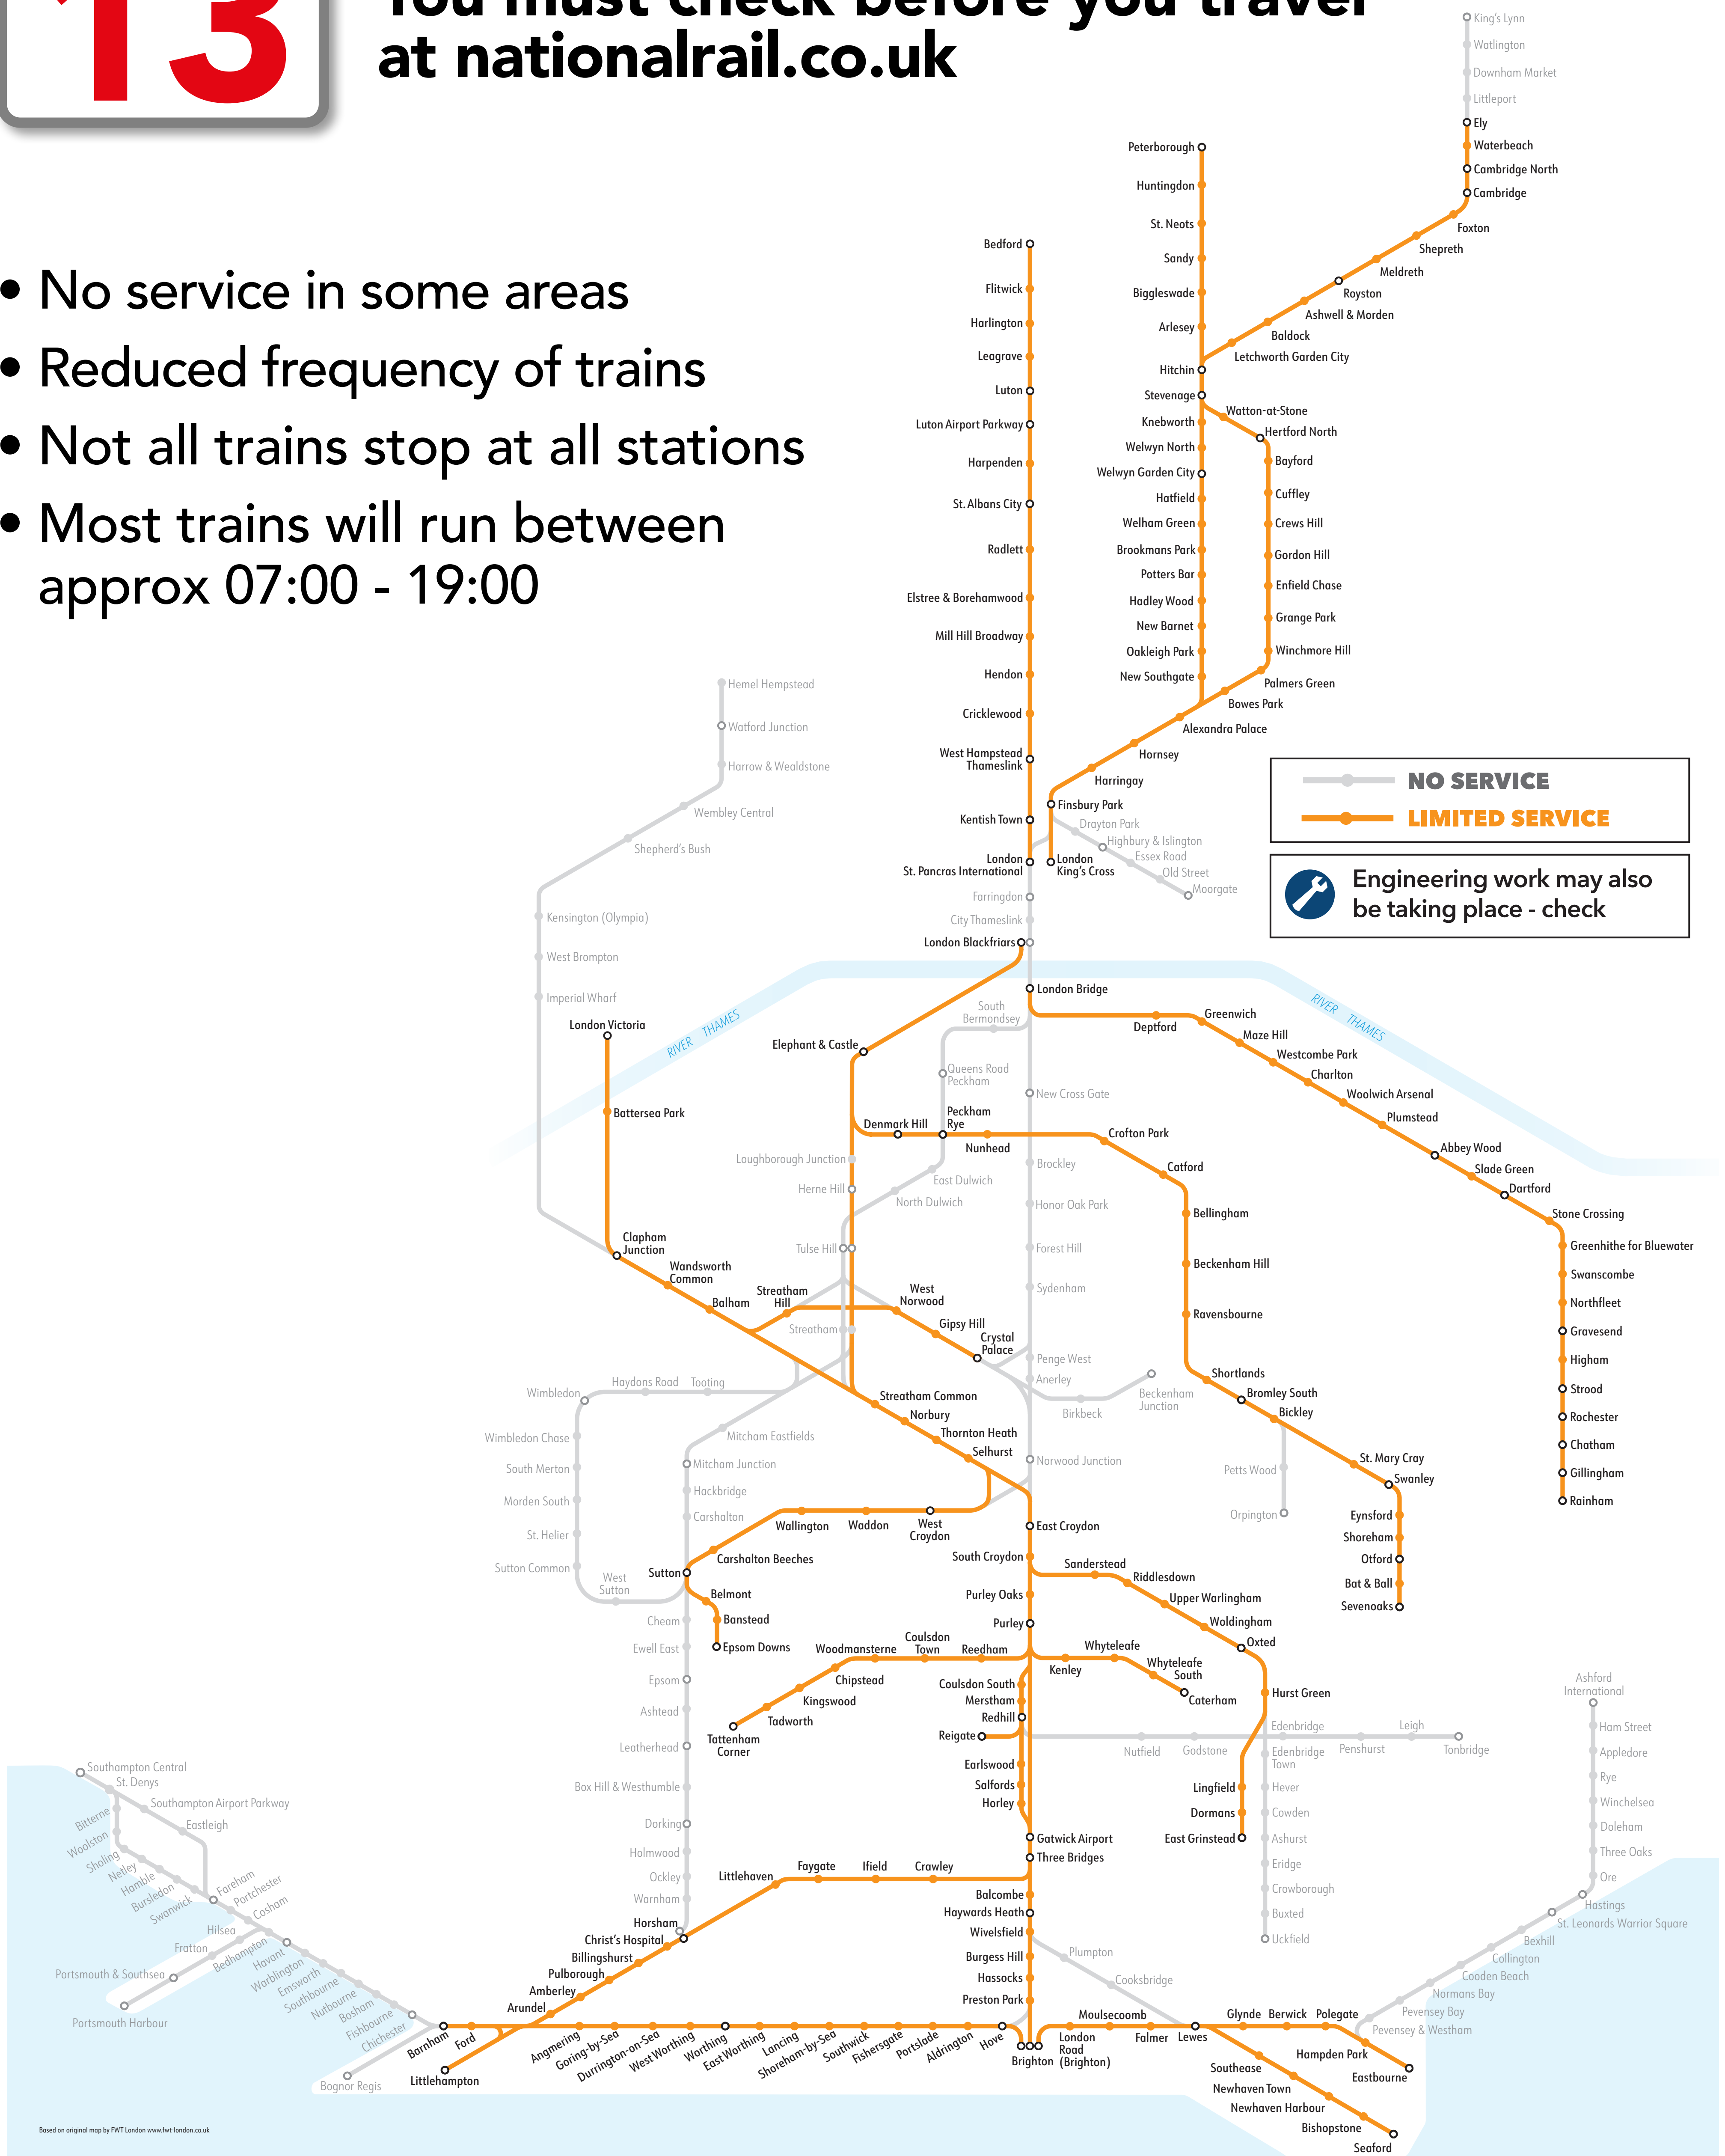 13
You must check before you travel
at nationalrail.co.uk
• No service in some areas
• Reduced frequency of trains
• Not all trains stop at all stations
• Most trains will run between
approx 07:00 - 19:00
King's Lynn
Watlington
Downham Market
Littleport
Ely
Waterbeach
Cambridge North
Cambridge
Foxton
Shepreth
Meldreth
Royston
Ashwell & Morden
Baldock
Letchworth Garden City
Peterborough
Huntingdon
St. Neots
Sandy
Biggleswade
Arlesey
Hitchin
Stevenage
Knebworth
Welwyn North
Welwyn Garden City
Hatfield
Welham Green
Brookmans Park
Potters Bar
Hadley Wood
New Barnet
Oakleigh Park
New Southgate
Watton-at-Stone
Hertford North
Bayford
Cuffley
Crews Hill
Gordon Hill
Enfield Chase
Grange Park
Winchmore Hill
Palmers Green
Bowes Park
Alexandra Palace
Hornsey
Harringay
Finsbury Park
Drayton Park
Highbury & Islington
Essex Road
Old Street
Moorgate
London
King's Cross
Bedford
Flitwick
Harlington
Leagrave
Luton
Luton Airport Parkway
Harpenden
St. Albans City
Radlett
Elstree & Borehamwood
Mill Hill Broadway
Hendon
Cricklewood
West Hampstead
Thameslink
Kentish Town
London
St. Pancras International
Farringdon
City Thameslink
London Blackfriars
London Bridge
NO SERVICE
LIMITED SERVICE
Engineering work may also
be taking place - check
Hemel Hempstead
Watford Junction
Harrow & Wealdstone
Wembley Central
Shepherd's Bush
Kensington (Olympia)
West Brompton
Imperial Wharf
London Victoria
Battersea Park
RIVER THAMES
RIVER THAMES
Clapham
Junction
Wandsworth
Common
Balham
Streatham
Hill
West
Norwood
Gipsy Hill
Crystal
Palace
South
Bermondsey
Queens Road
Peckham
Elephant & Castle
Denmark Hill
Peckham
Rye
Nunhead
Crofton Park
Catford
Bellingham
Beckenham Hill
Ravensbourne
Shortlands
Bromley South
Bickley
Petts Wood
Orpington
St. Mary Cray
Swanley
Eynsford
Shoreham
Otford
Bat & Ball
Sevenoaks
Deptford
Greenwich
Maze Hill
Westcombe Park
Charlton
Woolwich Arsenal
Plumstead
Abbey Wood
Slade Green
Dartford
Stone Crossing
Greenhithe for Bluewater
Swanscombe
Northfleet
Gravesend
Higham
Strood
Rochester
Chatham
Gillingham
Rainham
Loughborough Junction
Herne Hill
East Dulwich
North Dulwich
Tulse Hill
Streatham
New Cross Gate
Brockley
Honor Oak Park
Forest Hill
Sydenham
Penge West
Anerley
Birkbeck
Beckenham
Junction
Norwood Junction
Wimbledon
Haydons Road
Tooting
Wimbledon Chase
South Merton
Morden South
St. Helier
Sutton Common
West
Sutton
Mitcham Eastfields
Mitcham Junction
Hackbridge
Carshalton
Streatham Common
Norbury
Thornton Heath
Selhurst
Wallington
Waddon
West
Croydon
Carshalton Beeches
Sutton
Belmont
Banstead
Epsom Downs
Cheam
Ewell East
Epsom
Ashtead
Leatherhead
Box Hill & Westhumble
Dorking
Holmwood
Ockley
Warnham
Horsham
East Croydon
South Croydon
Purley Oaks
Purley
Sanderstead
Riddlesdown
Upper Warlingham
Woldingham
Oxted
Hurst Green
Lingfield
Dormans
East Grinstead
Woodmansterne
Coulsdon
Town
Reedham
Chipstead
Kingswood
Tadworth
Tattenham
Corner
Kenley
Whyteleafe
Whyteleafe
South
Caterham
Coulsdon South
Merstham
Redhill
Reigate
Earlswood
Salfords
Horley
Gatwick Airport
Three Bridges
Nutfield
Godstone
Edenbridge
Penshurst
Leigh
Tonbridge
Edenbridge
Town
Hever
Cowden
Ashurst
Eridge
Crowborough
Buxted
Uckfield
Ashford
International
Ham Street
Appledore
Rye
Winchelsea
Doleham
Three Oaks
Ore
Hastings
St. Leonards Warrior Square
Bexhill
Collington
Cooden Beach
Normans Bay
Pevensey Bay
Pevensey & Westham
Littlehaven
Faygate
Ifield
Crawley
Christ's Hospital
Billingshurst
Pulborough
Amberley
Arundel
Balcombe
Haywards Heath
Wivelsfield
Burgess Hill
Hassocks
Preston Park
Plumpton
Cooksbridge
Southampton Central
St. Denys
Southampton Airport Parkway
Eastleigh
Bitterne
Woolston
Sholing
Netley
Hamble
Bursledon
Swanwick
Fareham
Portchester
Cosham
Hilsea
Fratton
Portsmouth & Southsea
Portsmouth Harbour
Bedhampton
Havant
Warblington
Emsworth
Southbourne
Nutbourne
Bosham
Fishbourne
Chichester
Bognor Regis
Barnham
Ford
Littlehampton
Angmering
Goring-by-Sea
Durrington-on-Sea
West Worthing
Worthing
East Worthing
Lancing
Shoreham-by-Sea
Southwick
Fishersgate
Portslade
Aldrington
Hove
Brighton
London
Road
(Brighton)
Moulsecoomb
Falmer
Lewes
Glynde
Berwick
Polegate
Hampden Park
Eastbourne
Southease
Newhaven Town
Newhaven Harbour
Bishopstone
Seaford
Based on original map by FWT London www.fwt-london.co.uk